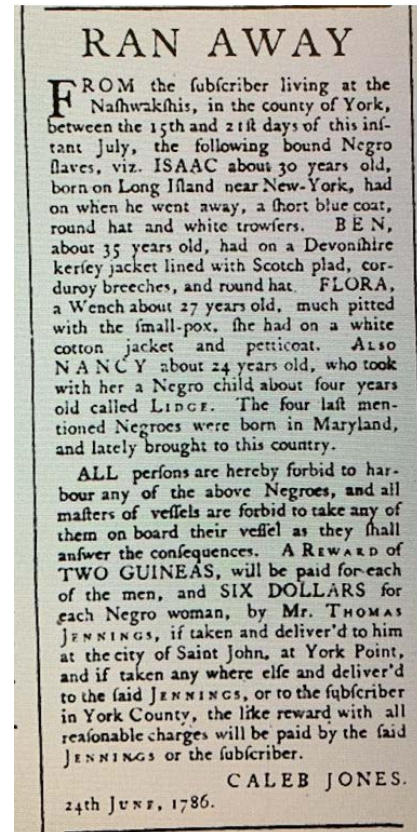 RAN AWAY
FROM the ſubſcriber living at the
Naſhwakſhis, in the county of York,
between the 15th and 21ſt days of this inſ-
tant July, the following bound Negro
ſlaves, viz. ISAAC about 30 years old,
born on Long Iſland near New-York, had
on when he went away, a ſhort blue coat,
round hat and white trowſers. BEN,
about 35 years old, had on a Devonſhire
kerſey jacket lined with Scotch plad, cor-
duroy breeches, and round hat. FLORA,
a Wench about 27 years old, much pitted
with the ſmall-pox, ſhe had on a white
cotton jacket and petticoat. ALSO
NANCY about 24 years old, who took
with her a Negro child about four years
old called LIDGE. The four laſt men-
tioned Negroes were born in Maryland,
and lately brought to this country.
ALL perſons are hereby forbid to har-
bour any of the above Negroes, and all
maſters of veſſels are forbid to take any of
them on board their veſſel as they ſhall
anſwer the conſequences. A REWARD of
TWO GUINEAS, will be paid for each
of the men, and SIX DOLLARS for
each Negro woman, by Mr. THOMAS
JENNINGS, if taken and deliver'd to him
at the city of Saint John, at York Point,
and if taken any where elſe and deliver'd
to the ſaid JENNINGS, or to the ſubſcriber
in York County, the like reward with all
reaſonable charges will be paid by the ſaid
JENNINGS or the ſubſcriber.
CALEB JONES.
24th JUNE, 1786.